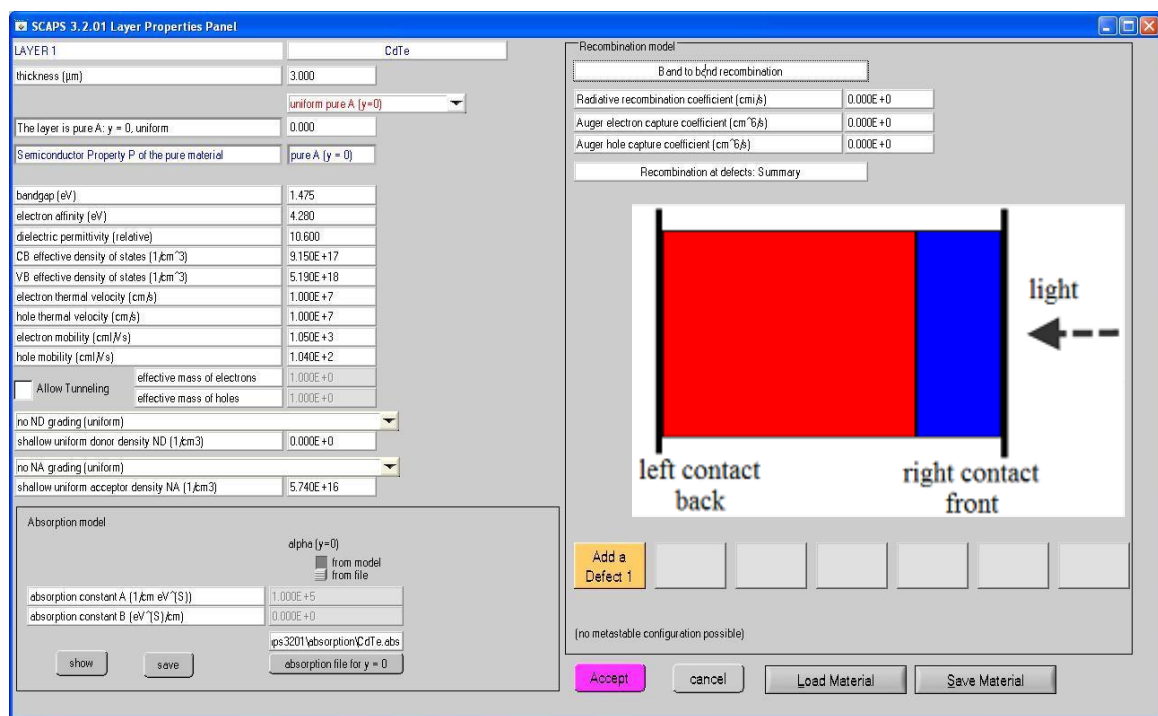 SCAPS 3.2.01 Layer Properties Panel
LAYER 1 CdTe
thickness (µm) 3.000
uniform pure A (y=0)
The layer is pure A: y = 0, uniform 0.000
Semiconductor Property P of the pure material pure A (y = 0)
bandgap (eV) 1.475
electron affinity (eV) 4.280
dielectric permittivity (relative) 10.600
CB effective density of states (1/cm^3) 9.150E+17
VB effective density of states (1/cm^3) 5.190E+18
electron thermal velocity (cm/s) 1.000E+7
hole thermal velocity (cm/s) 1.000E+7
electron mobility (cm²/Vs) 1.050E+3
hole mobility (cm²/Vs) 1.040E+2
Allow Tunneling
effective mass of electrons 1.000E+0
effective mass of holes 1.000E+0
no ND grading (uniform)
shallow uniform donor density ND (1/cm3) 0.000E+0
no NA grading (uniform)
shallow uniform acceptor density NA (1/cm3) 5.740E+16
Absorption model
alpha (y=0)
from model
from file
absorption constant A (1/cm eV^(S)) 1.000E+5
absorption constant B (eV^(S)/cm) 0.000E+0
ps3201\absorption\CdTe.abs
show save absorption file for y = 0
Recombination model
Band to band recombination
Radiative recombination coefficient (cm³/s) 0.000E+0
Auger electron capture coefficient (cm^6/s) 0.000E+0
Auger hole capture coefficient (cm^6/s) 0.000E+0
Recombination at defects: Summary
light
left contact
back
right contact
front
Add a
Defect 1
(no metastable configuration possible)
Accept cancel Load Material Save Material